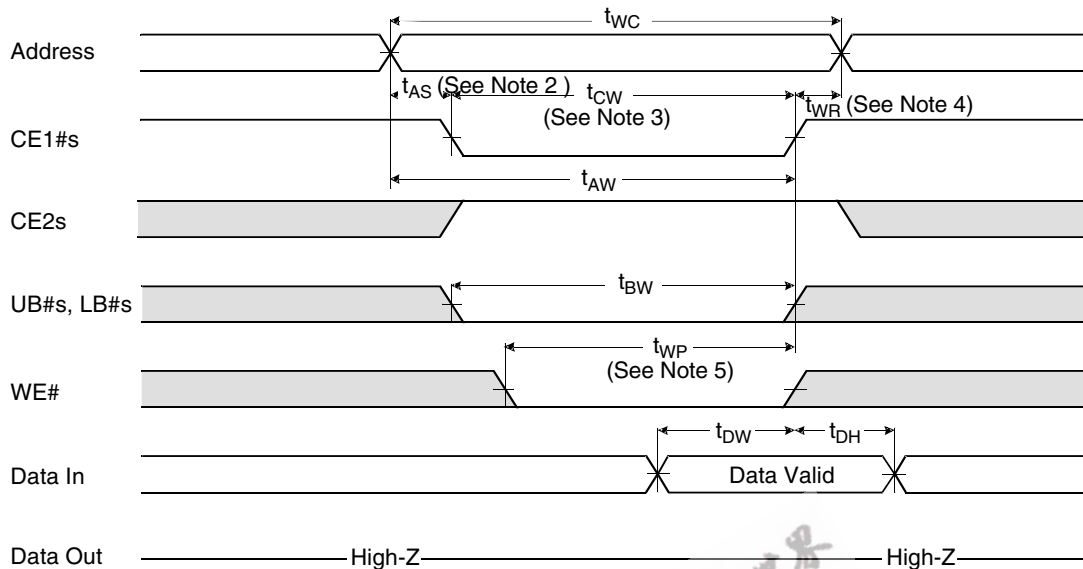 tWC
Address
tAS (See Note 2 )
tCW
(See Note 3)
tWR (See Note 4)
CE1#s
tAW
CE2s
tBW
UB#s, LB#s
tWP
(See Note 5)
WE#
tDW
tDH
Data In
Data Valid
Data Out
High-Z
High-Z